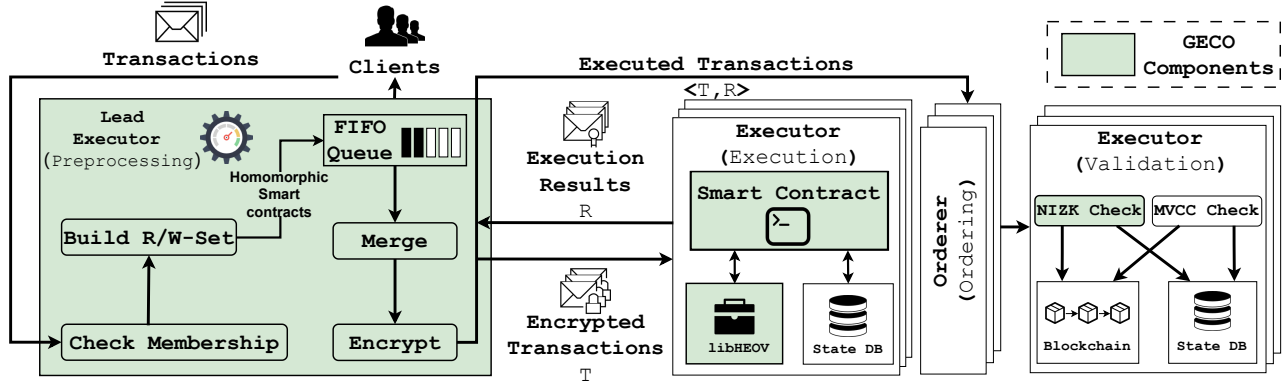 Transactions
Clients
Lead
Executor
(Preprocessing)
FIFO
Queue
Homomorphic
Smart
contracts
Build R/W-Set
Merge
Check Membership
Encrypt
Executed Transactions
<T,R>
Execution
Results
R
Encrypted
Transactions
T
Executor
(Execution)
Smart Contract
libHEOV
State DB
Orderer
(Ordering)
GECO
Components
Executor
(Validation)
NIZK Check
MVCC Check
Blockchain
State DB